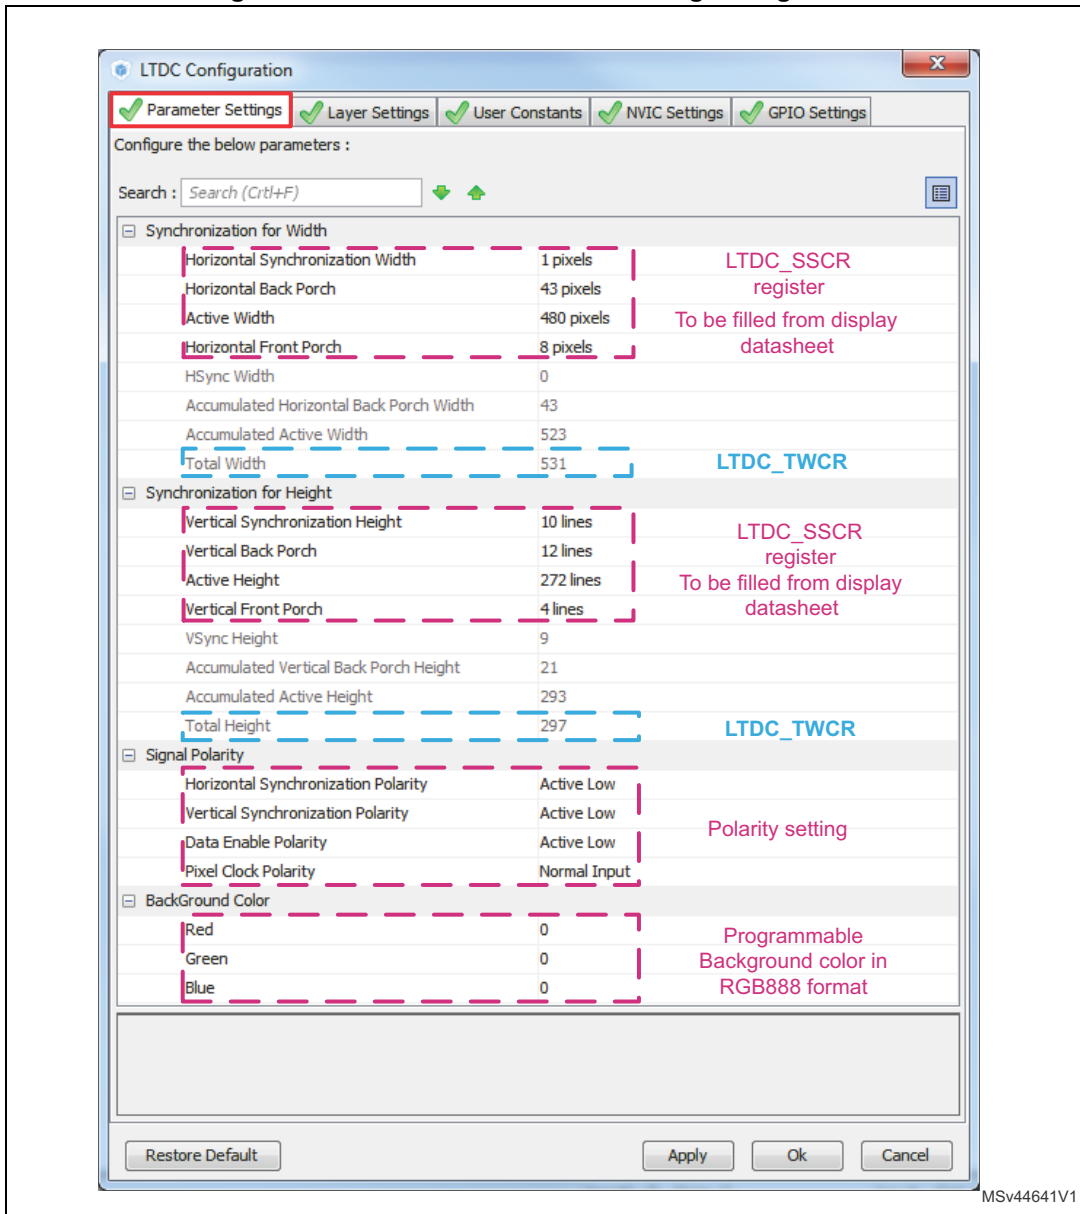 LTDC Configuration
x
Parameter Settings
Layer Settings
User Constants
NVIC Settings
GPIO Settings
Configure the below parameters :
Search : Search (Crtl+F)
Synchronization for Width
Horizontal Synchronization Width 1 pixels
Horizontal Back Porch 43 pixels
Active Width 480 pixels
Horizontal Front Porch 8 pixels
LTDC_SSCR
register
To be filled from display
datasheet
HSync Width 0
Accumulated Horizontal Back Porch Width 43
Accumulated Active Width 523
Total Width 531 LTDC_TWCR
Synchronization for Height
Vertical Synchronization Height 10 lines
Vertical Back Porch 12 lines
Active Height 272 lines
Vertical Front Porch 4 lines
LTDC_SSCR
register
To be filled from display
datasheet
VSync Height 9
Accumulated Vertical Back Porch Height 21
Accumulated Active Height 293
Total Height 297 LTDC_TWCR
Signal Polarity
Horizontal Synchronization Polarity Active Low
Vertical Synchronization Polarity Active Low
Data Enable Polarity Active Low
Pixel Clock Polarity Normal Input
Polarity setting
BackGround Color
Red 0
Green 0
Blue 0
Programmable
Background color in
RGB888 format
Restore Default
Apply
Ok
Cancel
MSv44641V1